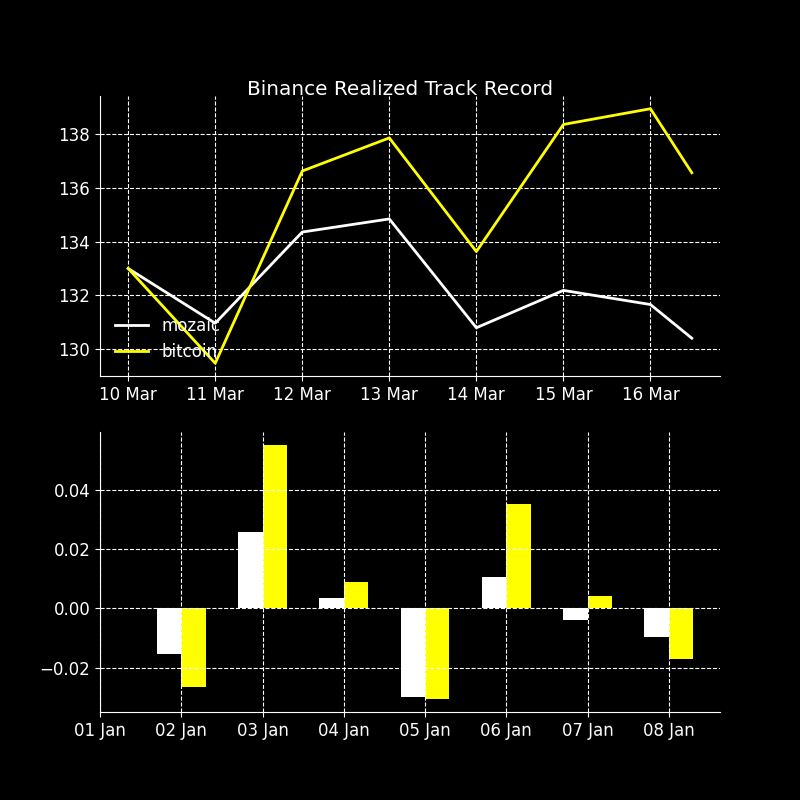 Binance Realized Track Record
138
136
134
132
130
mozaic
bitcoin
10 Mar 11 Mar 12 Mar 13 Mar 14 Mar 15 Mar 16 Mar
0.04
0.02
0.00
−0.02
01 Jan 02 Jan 03 Jan 04 Jan 05 Jan 06 Jan 07 Jan 08 Jan